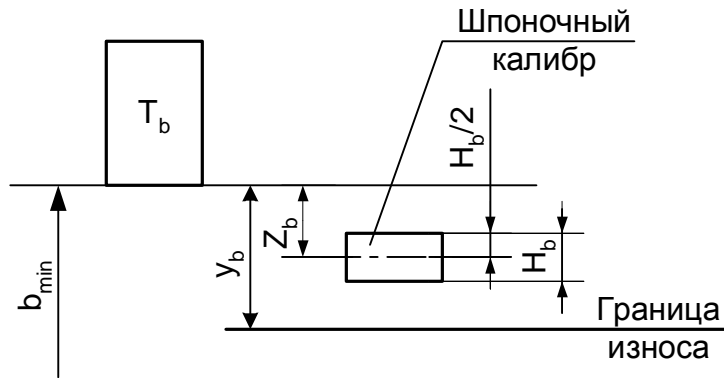 Шпоночный
калибр
T_b
H_b/2
Z_b
y_b
H_b
b_min
Граница
износа